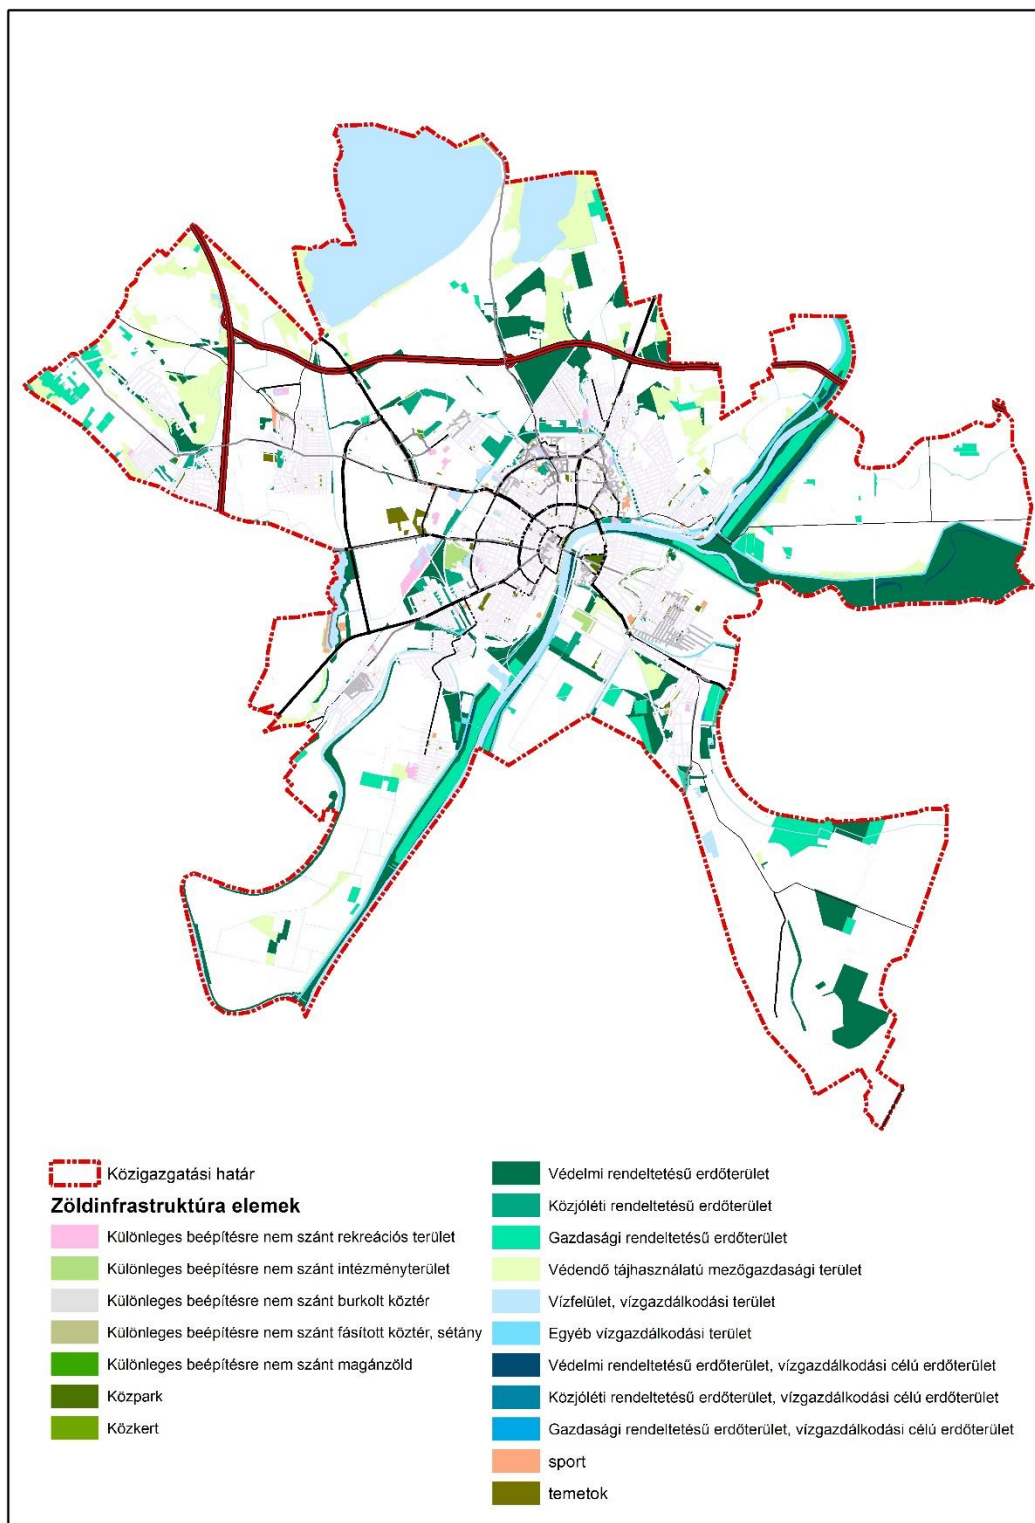 Közigazgatási határ
Zöldinfrastruktúra elemek
Különleges beépítésre nem szánt rekreációs terület
Különleges beépítésre nem szánt intézményterület
Különleges beépítésre nem szánt burkolt köztér
Különleges beépítésre nem szánt fásított köztér, sétány
Különleges beépítésre nem szánt magánzöld
Közpark
Közkert
Védelmi rendeltetésű erdőterület
Közjóléti rendeltetésű erdőterület
Gazdasági rendeltetésű erdőterület
Védendő tájhasználatú mezőgazdasági terület
Vízfelület, vízgazdálkodási terület
Egyéb vízgazdálkodási terület
Védelmi rendeltetésű erdőterület, vízgazdálkodási célú erdőterület
Közjóléti rendeltetésű erdőterület, vízgazdálkodási célú erdőterület
Gazdasági rendeltetésű erdőterület, vízgazdálkodási célú erdőterület
sport
temetok